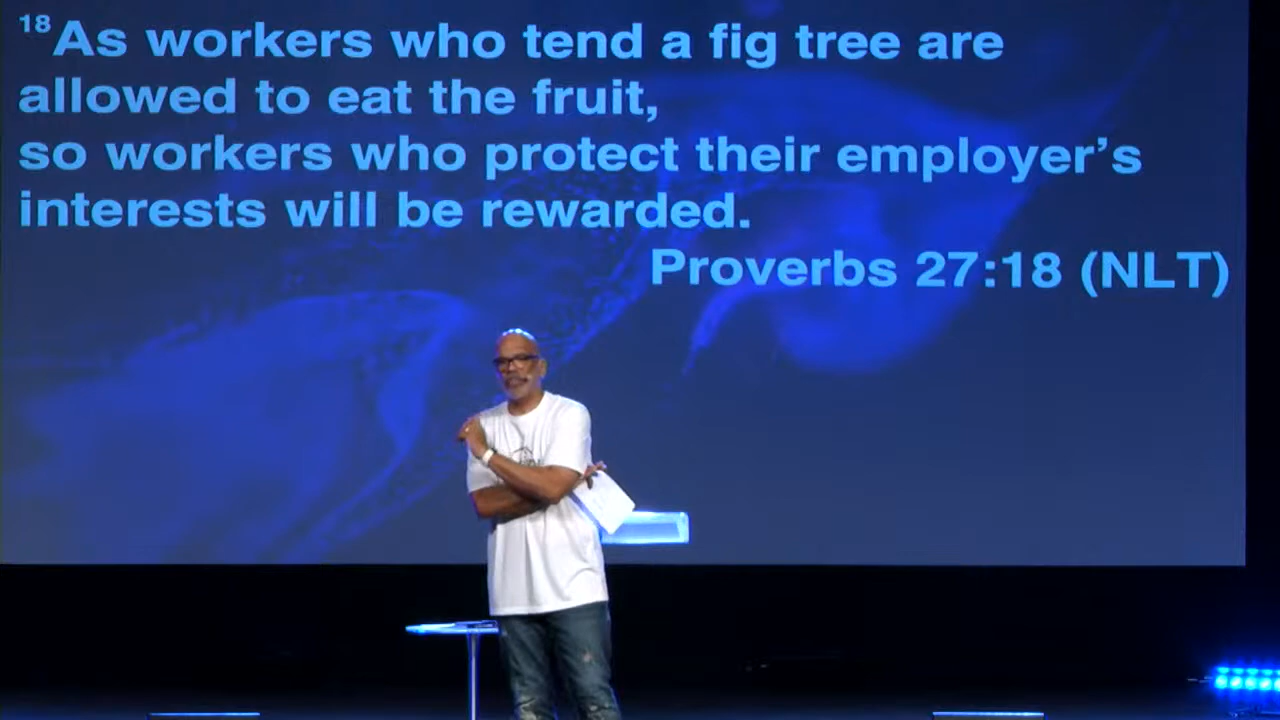 18As workers who tend a fig tree are
allowed to eat the fruit,
so workers who protect their employer’s
interests will be rewarded.
Proverbs 27:18 (NLT)